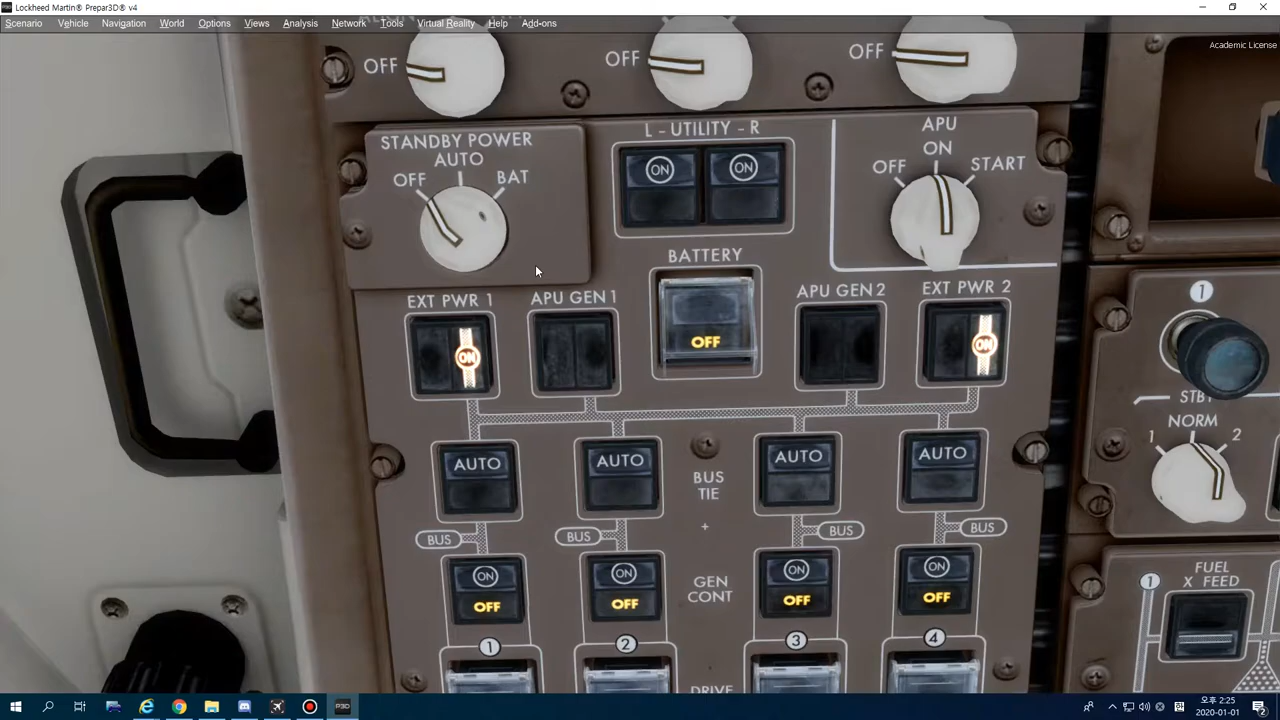 Lockheed Martin® Prepar3D® v4
Scenario Vehicle Navigation World Options Views Analysis Network Tools Virtual Reality Help Add-ons
Academic License
OFF OFF OFF
STANDBY POWER
AUTO
OFF BAT
L - UTILITY - R
ON ON
APU
ON
OFF START
BATTERY
OFF
EXT PWR 1 APU GEN 1 APU GEN 2 EXT PWR 2
ON ON
1
STBY
NORM
1 2
AUTO AUTO AUTO AUTO
BUS
TIE
BUS BUS BUS BUS
ON ON ON ON
OFF OFF OFF OFF
GEN
CONT
1 2 3 4
DRIVE
FUEL
X FEED
1
P3D
오후 2:25
2020-01-01
2